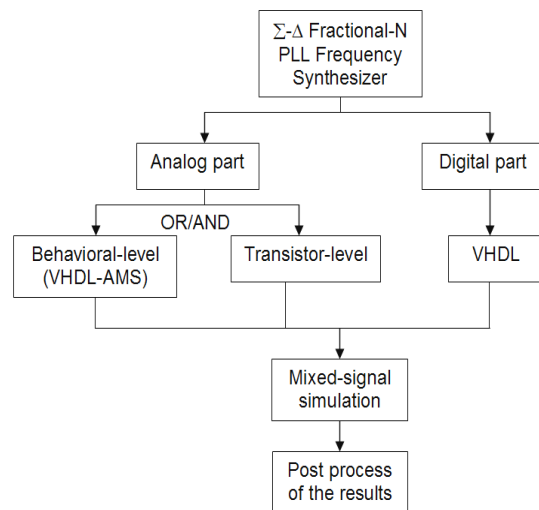 Σ-Δ Fractional-N
PLL Frequency
Synthesizer
Analog part
Digital part
OR/AND
Behavioral-level
(VHDL-AMS)
Transistor-level
VHDL
Mixed-signal
simulation
Post process
of the results